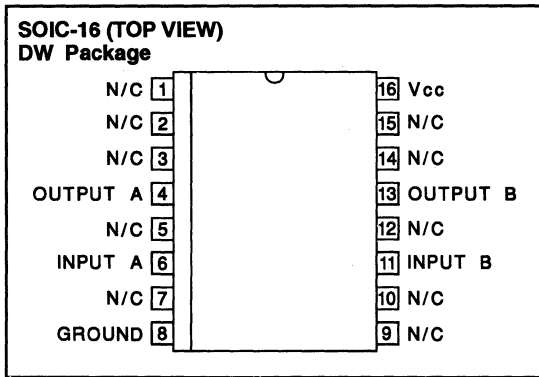 SOIC-16 (TOP VIEW)
DW Package
N/C 1 16 Vcc
N/C 2 15 N/C
N/C 3 14 N/C
OUTPUT A 4 13 OUTPUT B
N/C 5 12 N/C
INPUT A 6 11 INPUT B
N/C 7 10 N/C
GROUND 8 9 N/C